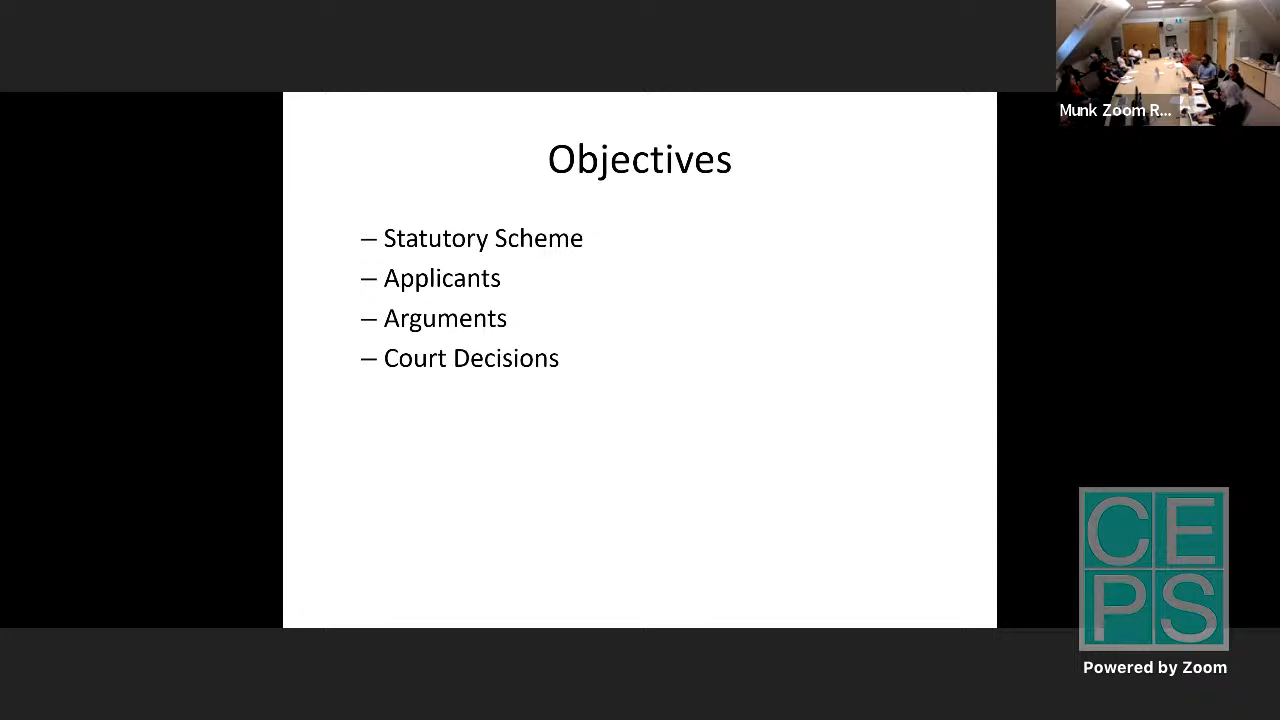 Munk Zoom R...
Objectives
– Statutory Scheme
– Applicants
– Arguments
– Court Decisions
CE
PS
Powered by Zoom